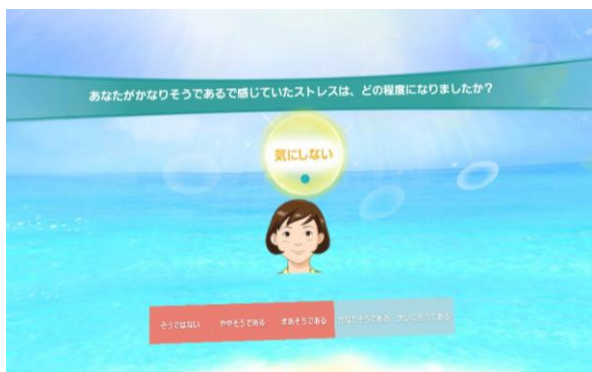 あなたがかなりそうであるで感じていたストレスは、どの程度になりましたか？
気にしない
そうではない ややそうである まあそうである かなりそうである 大いにそうである